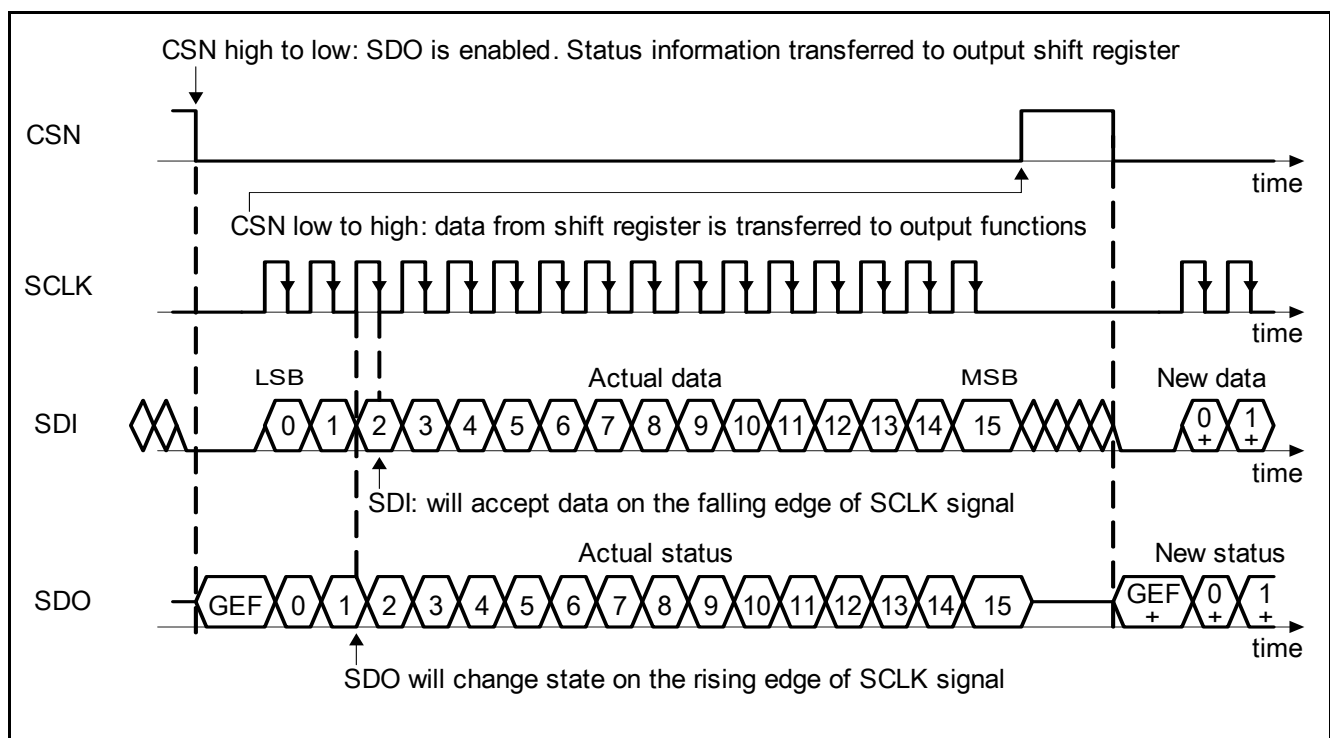 CSN high to low: SDO is enabled. Status information transferred to output shift register
CSN
time
CSN low to high: data from shift register is transferred to output functions
SCLK
time
LSB Actual data MSB New data
SDI 0 1 2 3 4 5 6 7 8 9 10 11 12 13 14 15 0+ 1+
time
SDI: will accept data on the falling edge of SCLK signal
Actual status New status
SDO GEF 0 1 2 3 4 5 6 7 8 9 10 11 12 13 14 15 GEF+ 0+ 1+
time
SDO will change state on the rising edge of SCLK signal